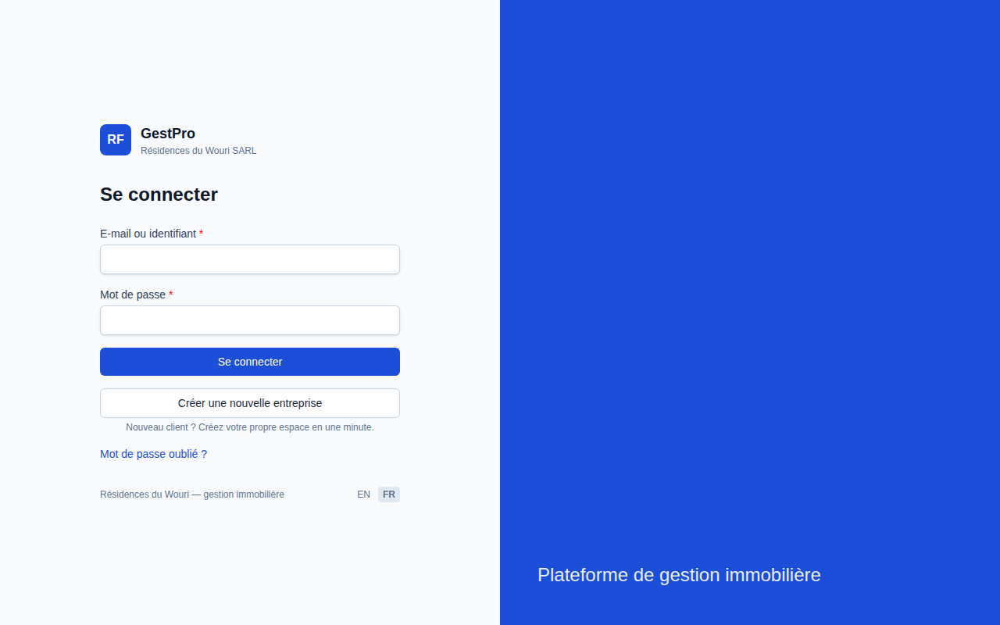 RF
GestPro
Résidences du Wouri SARL
Se connecter
E-mail ou identifiant *
Mot de passe *
Se connecter
Créer une nouvelle entreprise
Nouveau client ? Créez votre propre espace en une minute.
Mot de passe oublié ?
Résidences du Wouri — gestion immobilière
EN FR
Plateforme de gestion immobilière